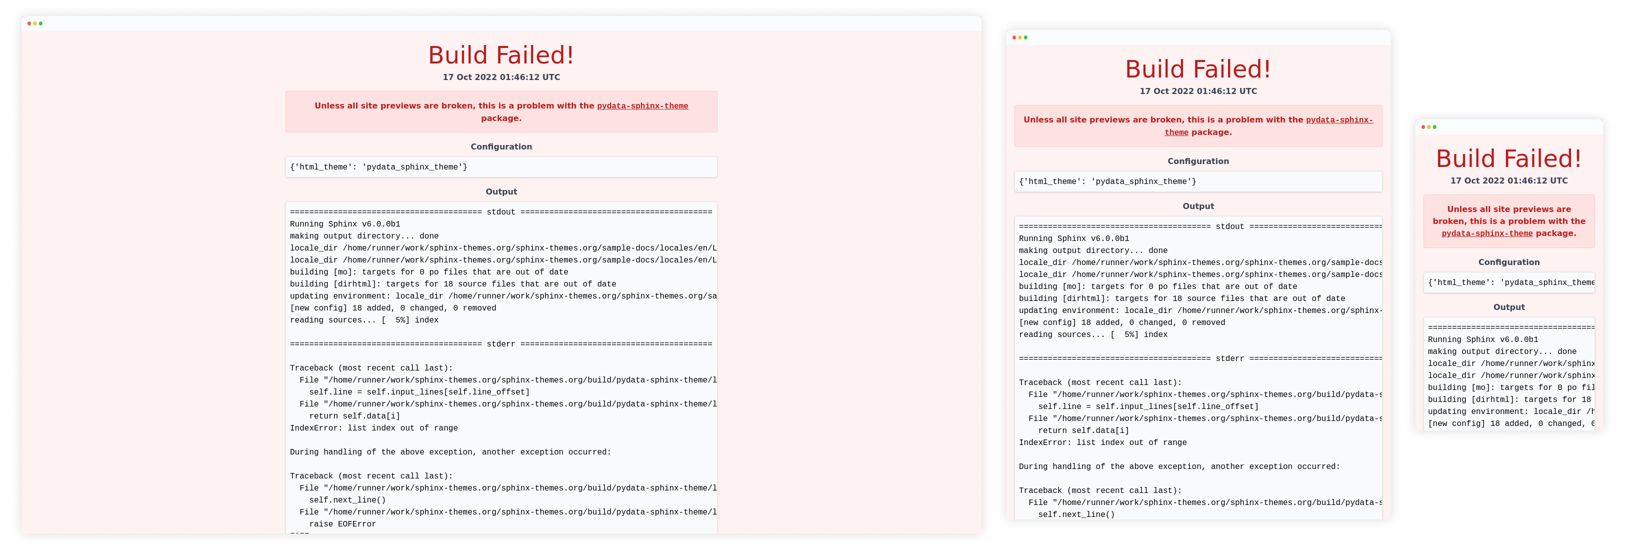 Build Failed!
17 Oct 2022 01:46:12 UTC
Unless all site previews are broken, this is a problem with the pydata-sphinx-theme
package.
Configuration
{'html_theme': 'pydata_sphinx_theme'}
Output
======================================== stdout ========================================
Running Sphinx v6.0.0b1
making output directory... done
locale_dir /home/runner/work/sphinx-themes.org/sphinx-themes.org/sample-docs/locales/en/L
locale_dir /home/runner/work/sphinx-themes.org/sphinx-themes.org/sample-docs/locales/en/L
building [mo]: targets for 0 po files that are out of date
building [dirhtml]: targets for 18 source files that are out of date
updating environment: locale_dir /home/runner/work/sphinx-themes.org/sphinx-themes.org/sa
[new config] 18 added, 0 changed, 0 removed
reading sources... [  5%] index
======================================== stderr ========================================
Traceback (most recent call last):
  File "/home/runner/work/sphinx-themes.org/sphinx-themes.org/build/pydata-sphinx-theme/l
    self.line = self.input_lines[self.line_offset]
  File "/home/runner/work/sphinx-themes.org/sphinx-themes.org/build/pydata-sphinx-theme/l
    return self.data[i]
IndexError: list index out of range
During handling of the above exception, another exception occurred:
Traceback (most recent call last):
  File "/home/runner/work/sphinx-themes.org/sphinx-themes.org/build/pydata-sphinx-theme/l
    self.next_line()
  File "/home/runner/work/sphinx-themes.org/sphinx-themes.org/build/pydata-sphinx-theme/l
    raise EOFError
Build Failed!
17 Oct 2022 01:46:12 UTC
Unless all site previews are broken, this is a problem with the pydata-sphinx-
theme package.
Configuration
{'html_theme': 'pydata_sphinx_theme'}
Output
======================================== stdout ===========================
Running Sphinx v6.0.0b1
making output directory... done
locale_dir /home/runner/work/sphinx-themes.org/sphinx-themes.org/sample-docs
locale_dir /home/runner/work/sphinx-themes.org/sphinx-themes.org/sample-docs
building [mo]: targets for 0 po files that are out of date
building [dirhtml]: targets for 18 source files that are out of date
updating environment: locale_dir /home/runner/work/sphinx-themes.org/sphinx-
[new config] 18 added, 0 changed, 0 removed
reading sources... [  5%] index
======================================== stderr ===========================
Traceback (most recent call last):
  File "/home/runner/work/sphinx-themes.org/sphinx-themes.org/build/pydata-s
    self.line = self.input_lines[self.line_offset]
  File "/home/runner/work/sphinx-themes.org/sphinx-themes.org/build/pydata-s
    return self.data[i]
IndexError: list index out of range
During handling of the above exception, another exception occurred:
Traceback (most recent call last):
  File "/home/runner/work/sphinx-themes.org/sphinx-themes.org/build/pydata-s
    self.next_line()
Build Failed!
17 Oct 2022 01:46:12 UTC
Unless all site previews are
broken, this is a problem with the
pydata-sphinx-theme package.
Configuration
{'html_theme': 'pydata_sphinx_theme
Output
===================================
Running Sphinx v6.0.0b1
making output directory... done
locale_dir /home/runner/work/sphinx
locale_dir /home/runner/work/sphinx
building [mo]: targets for 0 po fil
building [dirhtml]: targets for 18
updating environment: locale_dir /h
[new config] 18 added, 0 changed, 0